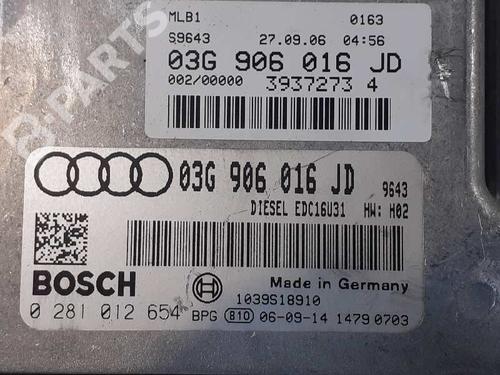 MLB1 0163
S9643 27.09.06 04:56
03G 906 016 JD
002/00000 3937273 4
03G 906 016 JD 9643
DIESEL EDC16U31 HW: H02
BOSCH
Made in Germany
1039S18910
0 281 012 654 BPG 810 06-09-14 1479 0703
B-PARTS